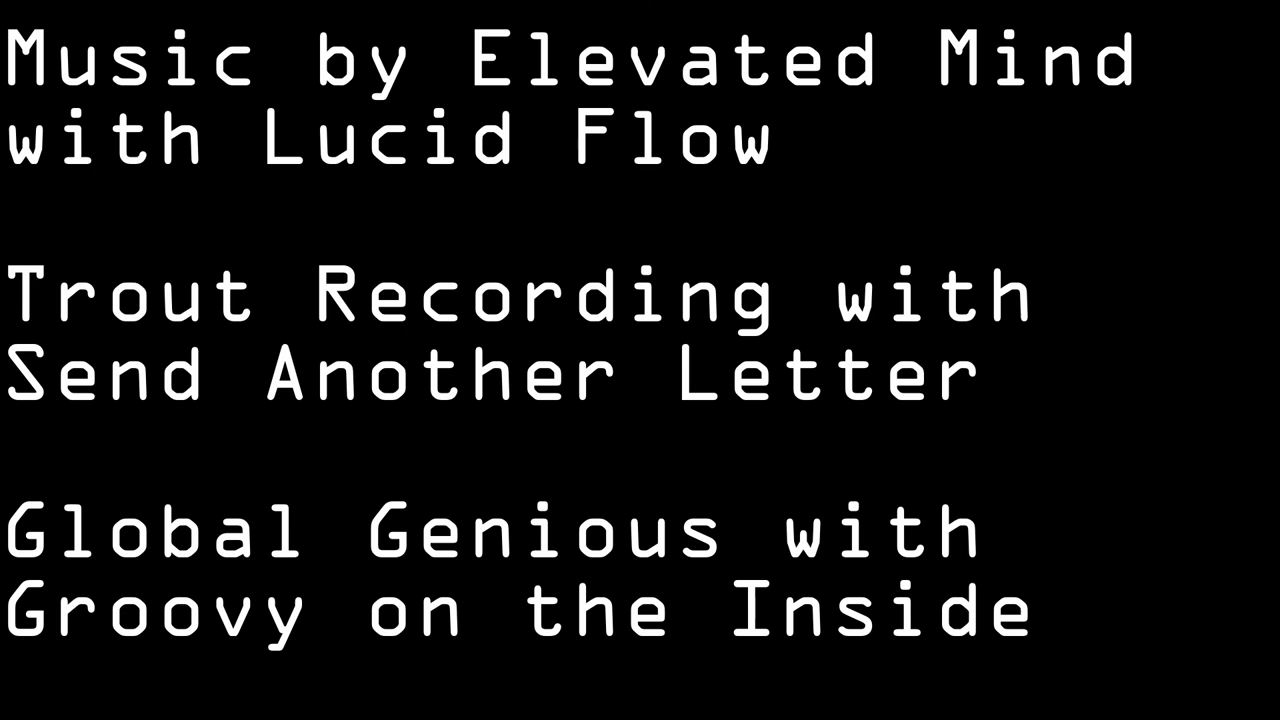 Music by Elevated Mind
with Lucid Flow
Trout Recording with
Send Another Letter
Global Genious with
Groovy on the Inside